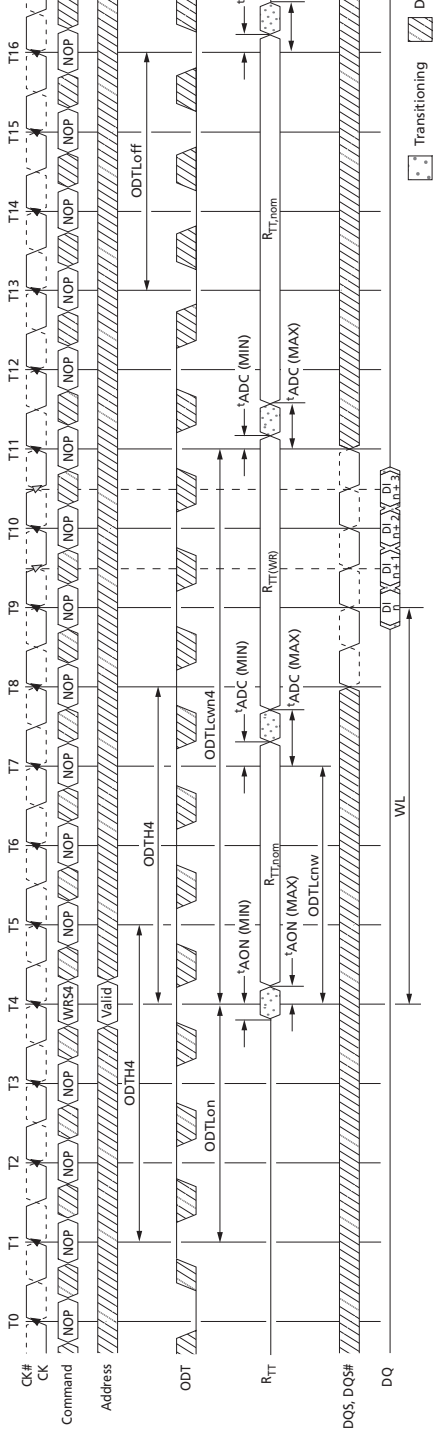 T0 T1 T2 T3 T4 T5 T6 T7 T8 T9 T10 T11 T12 T13 T14 T15 T16
CK#
CK
Command NOP NOP NOP NOP WRS4 NOP NOP NOP NOP NOP NOP NOP NOP NOP NOP NOP NOP
Address Valid
ODTH4 ODTH4 ODTLoff
ODT
ODTLon ODTLcwn4
tAON (MIN) tADC (MIN) tADC (MIN)
RTT RTT,nom RTT(WR) RTT,nom
tAON (MAX) tADC (MAX) tADC (MAX)
ODTLcnw
DQS, DQS#
WL
DQ DI n DI n + 1 DI n + 2 DI n + 3
Transitioning